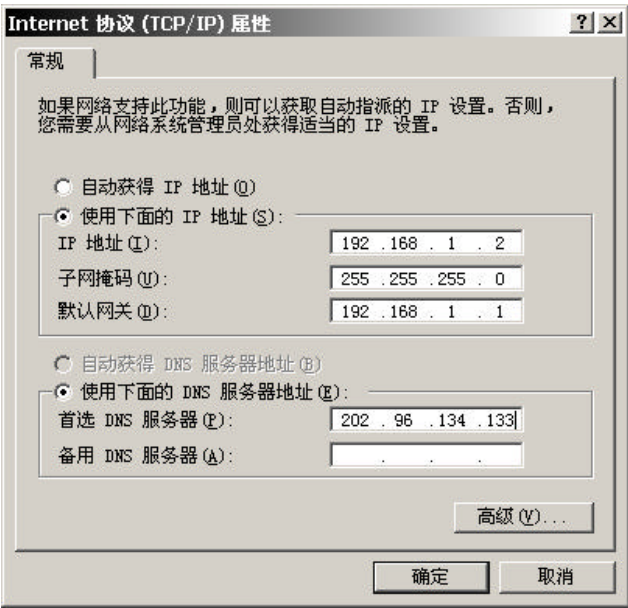 Internet 协议 (TCP/IP) 属性
常规
如果网络支持此功能，则可以获取自动指派的 IP 设置。否则，
您需要从网络系统管理员处获得适当的 IP 设置。
自动获得 IP 地址(O)
使用下面的 IP 地址(S):
IP 地址(I): 192 .168 . 1 . 2
子网掩码(U): 255 .255 .255 . 0
默认网关(D): 192 .168 . 1 . 1
自动获得 DNS 服务器地址(B)
使用下面的 DNS 服务器地址(E):
首选 DNS 服务器(P): 202 . 96 .134 .133
备用 DNS 服务器(A): . . .
高级(V)...
确定 取消